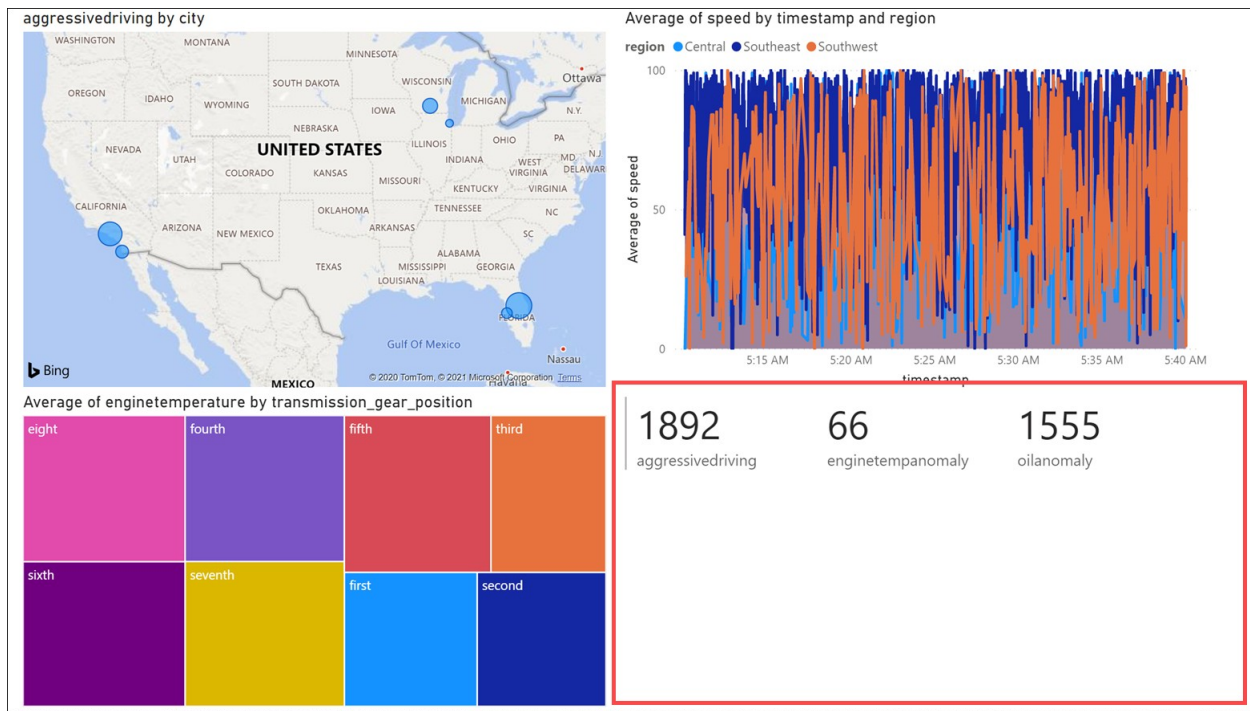 aggressivedriving by city
WASHINGTON
MONTANA
MINNESOTA
Ottawa
OREGON
IDAHO
SOUTH DAKOTA
WISCONSIN
WYOMING
IOWA
MICHIGAN
N.Y.
NEBRASKA
NEVADA
UTAH
UNITED STATES
ILLINOIS
OHIO
PA
NJ
COLORADO
KANSAS
MISSOURI
INDIANA
WEST
VIRGINIA
MD
DELAWAR
KENTUCKY
VIRGINIA
CALIFORNIA
OKLAHOMA
TENNESSEE
NC
ARIZONA
NEW MEXICO
ARKANSAS
SC
TEXAS
ALABAMA
MISSISSIPPI
GEORGIA
LOUISIANA
FLORIDA
Gulf Of Mexico
Nassau
Bing
MEXICO
© 2020 TomTom, © 2021 Microsoft Corporation Terms
Havana
Average of speed by timestamp and region
region Central Southeast Southwest
Average of speed
100
50
0
5:15 AM 5:20 AM 5:25 AM 5:30 AM 5:35 AM 5:40 AM
timestamp
Average of enginetemperature by transmission_gear_position
eight
fourth
fifth
third
sixth
seventh
first
second
1892 66 1555
aggressivedriving enginetempanomaly oilanomaly